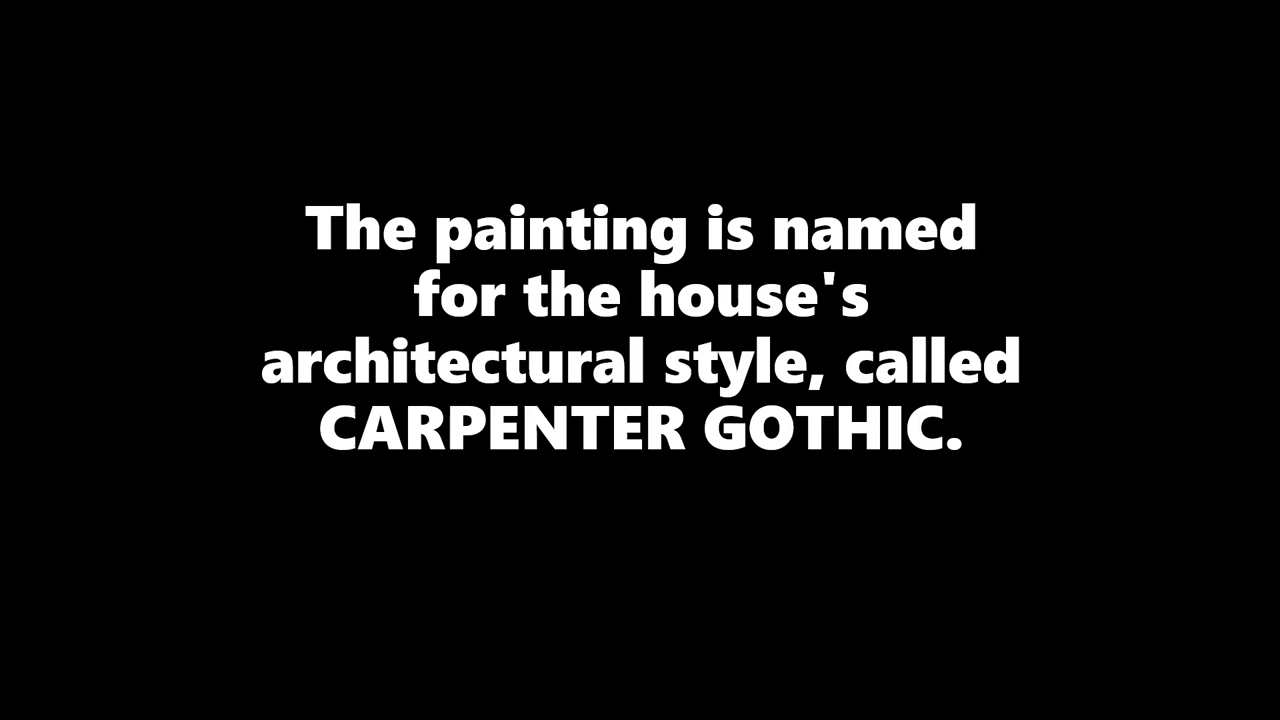 The painting is named
for the house's
architectural style, called
CARPENTER GOTHIC.